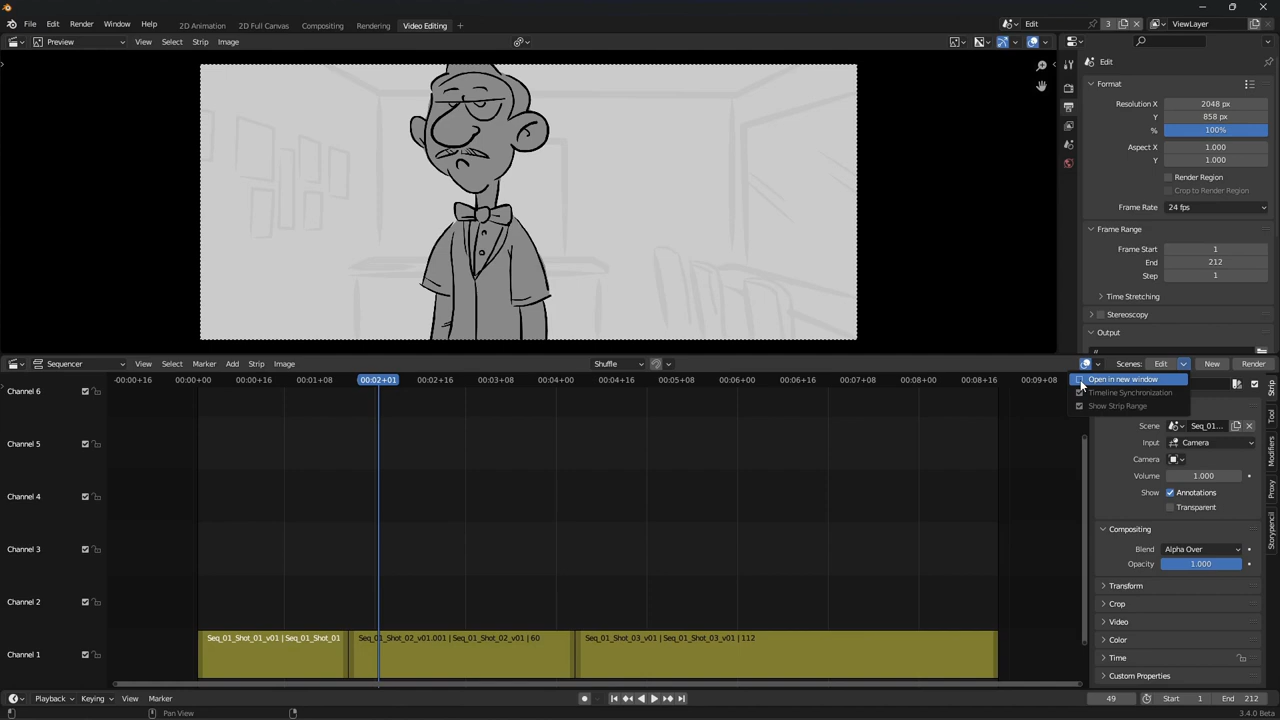 File Edit Render Window Help 2D Animation 2D Full Canvas Compositing Rendering Video Editing + Edit 3 ViewLayer
Preview View Select Strip Image
Edit
Format
Resolution X 2048 px
Y 858 px
% 100%
Aspect X 1.000
Y 1.000
Render Region
Crop to Render Region
Frame Rate 24 fps
Frame Range
Frame Start 1
End 212
Step 1
Time Stretching
Stereoscopy
Output
//
Sequencer View Select Marker Add Strip Image Shuffle Scenes: Edit New Render
-00:00+16 00:00+00 00:00+16 00:01+08 00:02+01 00:02+16 00:03+08 00:04+00 00:04+16 00:05+08 00:06+00 00:06+16 00:07+08 00:08+00 00:08+16 00:09+08
Open in new window
Timeline Synchronization
Show Strip Range
Channel 6
Channel 5
Channel 4
Channel 3
Channel 2
Channel 1
Seq_01_Shot_01_v01 | Seq_01_Shot_01
Seq_01_Shot_02_v01.001 | Seq_01_Shot_02_v01 | 60
Seq_01_Shot_03_v01 | Seq_01_Shot_03_v01 | 112
Scene Seq_01...
Input Camera
Camera
Volume 1.000
Show Annotations
Transparent
Compositing
Blend Alpha Over
Opacity 1.000
Transform
Crop
Video
Color
Time
Custom Properties
Strip
Tool
Modifiers
Proxy
Storypencil
Playback Keying View Marker 49 Start 1 End 212
Pan View 3.4.0 Beta